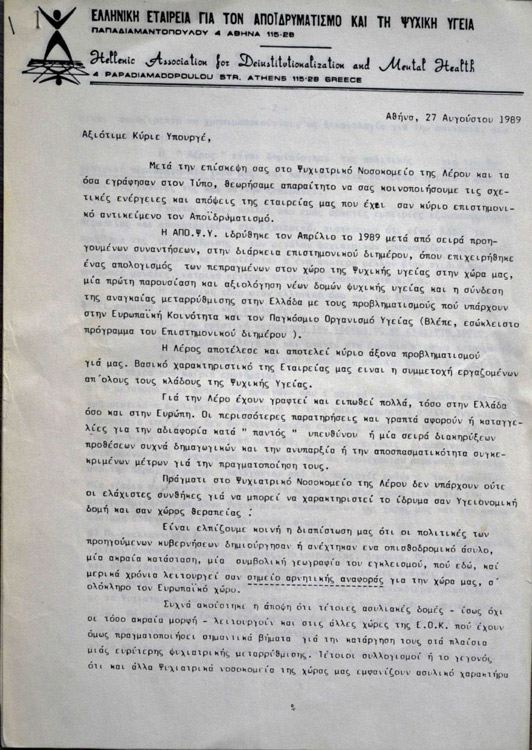 ΕΛΛΗΝΙΚΗ ΕΤΑΙΡΕΙΑ ΓΙΑ ΤΟΝ ΑΠΟΪΔΡΥΜΑΤΙΣΜΟ ΚΑΙ ΤΗ ΨΥΧΙΚΗ ΥΓΕΙΑ
ΠΑΠΑΔΙΑΜΑΝΤΟΠΟΥΛΟΥ 4 ΑΘΗΝΑ 115-28
Hellenic Association for Deinstitutionalization and Mental Health
4 PAPADIAMADOPOULOU STR. ATHENS 115-28 GREECE
Αθήνα, 27 Αυγούστου 1989
Αξιότιμε Κύριε Υπουργέ,
Μετά την επίσκεψη σας στο Ψυχιατρικό Νοσοκομείο της Λέρου και τα
όσα εγράφησαν στον Τύπο, θεωρήσαμε απαραίτητο να σας κοινοποιήσουμε τις σχε-
τικές ενέργειες και απόψεις της εταιρείας μας που έχει σαν κύριο επιστημονι-
κό αντικείμενο τον Αποϊδρωματισμό.
Η ΑΠΟ.Ψ.Υ. ιδρύθηκε τον Απρίλιο το 1989 μετά από σειρά προη-
γουμένων συναντήσεων, στην διάρκεια επιστημονικού διημέρου, όπου επιχειρήθηκε
ένας απολογισμός των πεπραγμένων στον χώρο της Ψυχικής υγείας στην χώρα μας,
μία πρώτη παρουσίαση και αξιολόγηση νέων δομών ψυχικής υγείας και η σύνδεση
της αναγκαίας μεταρρύθμισης στην Ελλάδα με τους προβληματισμούς πού υπάρχουν
στην Ευρωπαϊκή Κοινότητα και τον Παγκόσμιο Οργανισμό Υγείας (Βλέπε, εσώκλειστο
πρόγραμμα του Επιστημονικού διημέρου ).
Η Λέρος αποτέλεσε και αποτελεί κύριο άξονα προβληματισμού
γιά μας. Βασικό χαρακτηριστικό της Εταιρείας μας ειναι η συμμετοχή εργαζομένων
απ'όλους τους κλάδους της Ψυχικής Υγείας.
Γιά την Λέρο έχουν γραφτεί και ειπωθεί πολλά, τόσο στην Ελλάδα
όσο και στην Ευρώπη. Οι περισσότερες παρατηρήσεις και γραπτά αφορούν ή καταγγε-
λίες για την αδιαφορία κατά " παντός " υπευθύνου ή μία σειρά διακηρύξεων
προθέσεων συχνά δημαγωγικών και την ανυπαρξία ή την αποσπασματικότητα συγκε-
κριμένων μέτρων γιά την πραγματοποίηση τους.
Πράγματι στο Ψυχιατρικό Νοσοκομείο της Λέρου δεν υπάρχουν ούτε
οι ελάχιστες συνθήκες γιά να μπορεί να χαρακτηριστεί το ίδρυμα σαν Υγειονομική
δομή και σαν χώρος θεραπείας :
Είναι ελπίζουμε κοινή η διαπίστωση μας ότι οι πολιτικές των
προηγούμενων κυβερνήσεων δημιούργησαν ή ανέχτηκαν ενα οπισθοδρομικό άσυλο,
μία ακραία κατάσταση, μία συμβολική γεωγραφία του εγκλεισμού, πού εδώ, καί
μερικά χρόνια λειτουργεί σαν σημείο αρνητικής αναφοράς για την χώρα μας, σ'
ολόκληρο τον Ευρωπαϊκό χώρο.
Συχνά ακούστηκε η άποψη ότι τέτοιες ασυλιακές δομές - ίσως όχι
σε τόσο ακραία μορφή - λειτουργούν και στις άλλες χώρες της Ε.Ο.Κ. πού έχουν
όμως πραγματοποιήσει σημαντικά βήματα για την κατάργηση τους στά πλαίσια
μιάς ευρύτερης ψυχιατρικής μεταρρύθμισης. Τέτοιοι συλλογισμοί ή το γεγονός
ότι και άλλα Ψυχιατρικά νοσοκομεία της χώρας μας εμφανίζουν ασυλικό χαρακτήρα